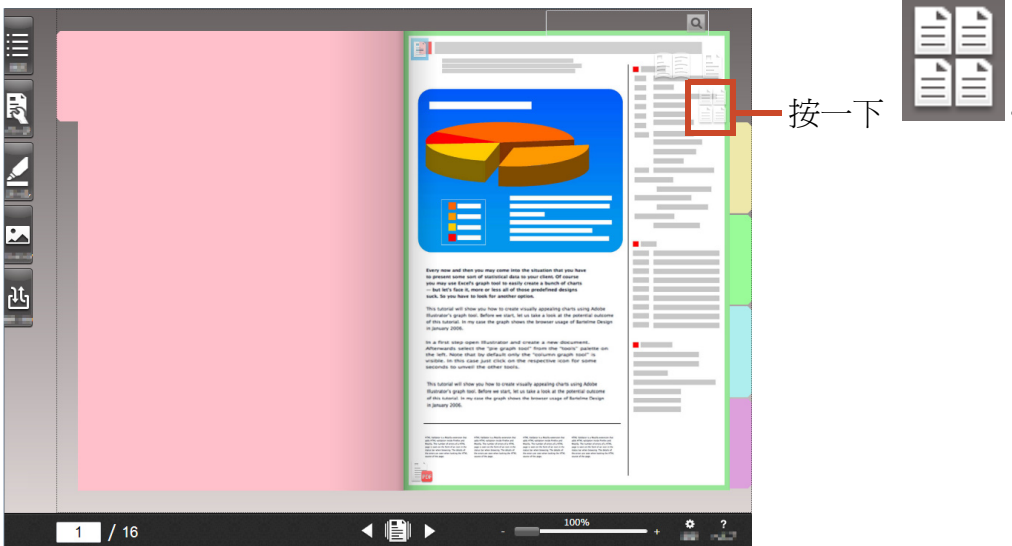 按一下
Every now and then you may come into the situation that you have
to present some sort of statistical data to your client. Of course
you may use Excel's graph tool to easily create a bunch of charts
— but let's face it, more or less all of those predefined designs
suck. So you have to look for another option.
This tutorial will show you how to create visually appealing charts using Adobe
Illustrator's graph tool. Before we start, let us take a look at the potential outcome
of this tutorial. In my case the graph shows the browser usage of Bartelme Design
in January 2006.
In a first step open Illustrator and create a new document.
Afterwards select the "pie graph tool" from the "tools" palette on
the left. Note that by default only the "column graph tool" is
visible. In this case just click on the respective icon for some
seconds to unveil the other tools.
This tutorial will show you how to create visually appealing charts using Adobe
Illustrator's graph tool. Before we start, let us take a look at the potential outcome
of this tutorial. In my case the graph shows the browser usage of Bartelme Design
in January 2006.
PDF
1 / 16
- 100% +
?